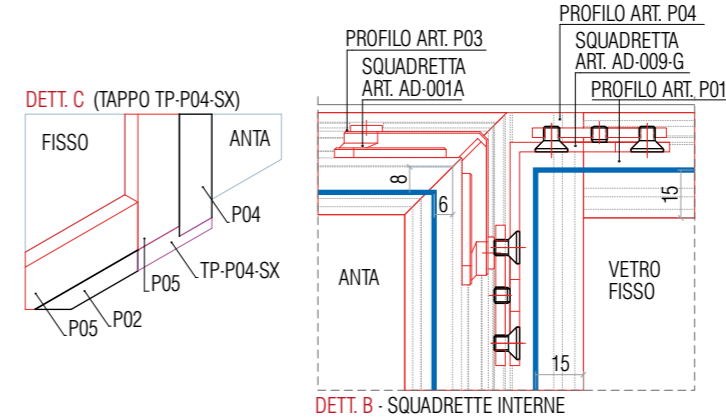 DETT. C (TAPPO TP-P04-SX)
FISSO
ANTA
P04
TP-P04-SX
P05
P02
P05
PROFILO ART. P03
SQUADRETTA
ART. AD-001A
PROFILO ART. P04
SQUADRETTA
ART. AD-009-G
PROFILO ART. P01
8
6
15
ANTA
VETRO
FISSO
15
DETT. B - SQUADRETTE INTERNE